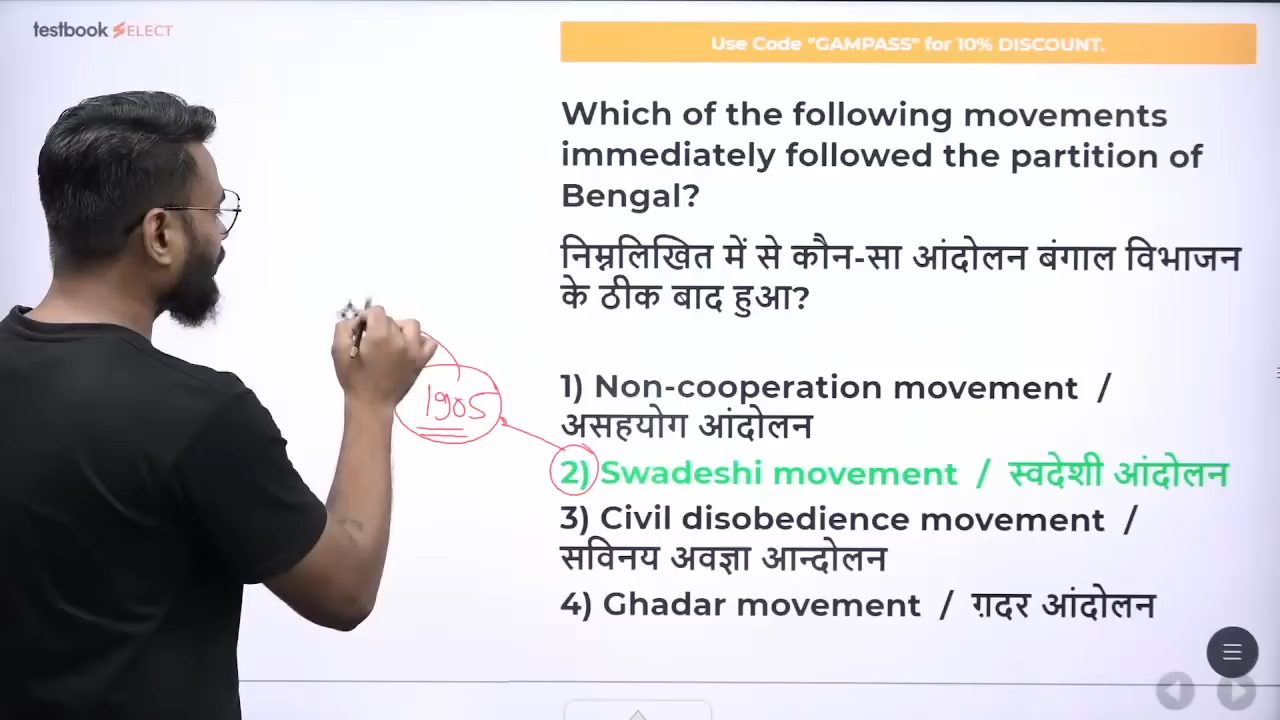 testbook SELECT
Use Code "GAMPASS" for 10% DISCOUNT.
Which of the following movements
immediately followed the partition of
Bengal?
निम्नलिखित में से कौन-सा आंदोलन बंगाल विभाजन
के ठीक बाद हुआ?
1) Non-cooperation movement /
असहयोग आंदोलन
1905
2) Swadeshi movement / स्वदेशी आंदोलन
3) Civil disobedience movement /
सविनय अवज्ञा आन्दोलन
4) Ghadar movement / ग़दर आंदोलन